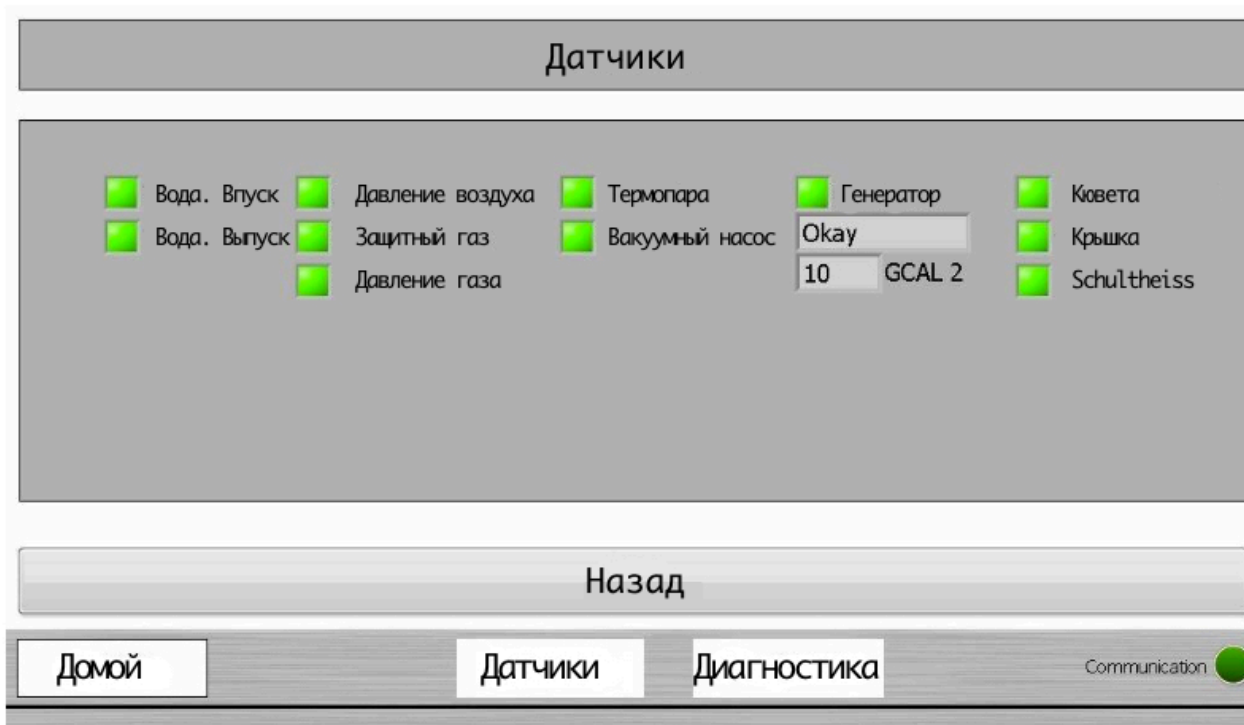 Датчики
Вода. Впуск Давление воздуха Термопара Генератор Кювета
Вода. Выпуск Защитный газ Вакуумный насос Okay Крышка
Давление газа 10 GCAL 2 Schultheiss
Назад
Домой Датчики Диагностика Communication